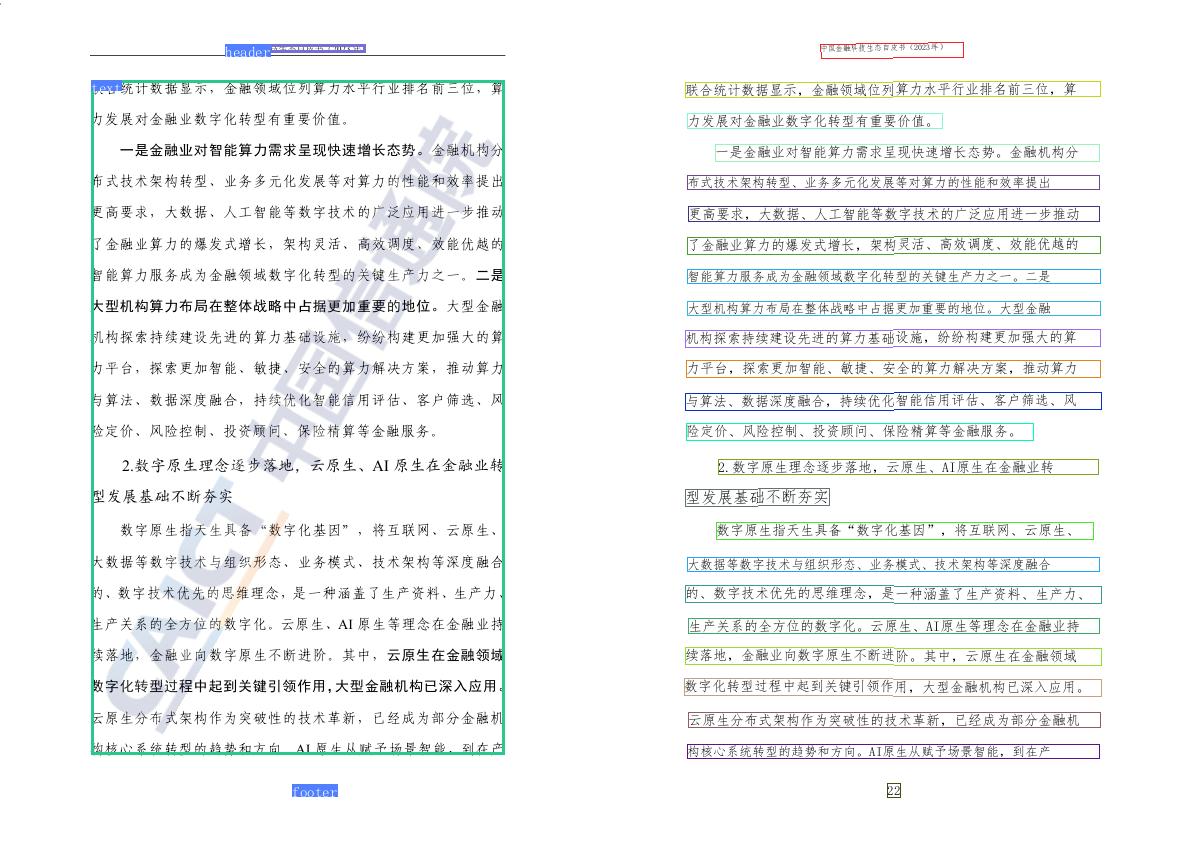 header
text
联合统计数据显示，金融领域位列算力水平行业排名前三位，算
力发展对金融业数字化转型有重要价值。
一是金融业对智能算力需求呈现快速增长态势。金融机构分
布式技术架构转型、业务多元化发展等对算力的性能和效率提出
更高要求，大数据、人工智能等数字技术的广泛应用进一步推动
了金融业算力的爆发式增长，架构灵活、高效调度、效能优越的
智能算力服务成为金融领域数字化转型的关键生产力之一。二是
大型机构算力布局在整体战略中占据更加重要的地位。大型金融
机构探索持续建设先进的算力基础设施，纷纷构建更加强大的算
力平台，探索更加智能、敏捷、安全的算力解决方案，推动算力
与算法、数据深度融合，持续优化智能信用评估、客户筛选、风
险定价、风险控制、投资顾问、保险精算等金融服务。
2.数字原生理念逐步落地，云原生、AI 原生在金融业转
型发展基础不断夯实
数字原生指天生具备“数字化基因”，将互联网、云原生、
大数据等数字技术与组织形态、业务模式、技术架构等深度融合
的、数字技术优先的思维理念，是一种涵盖了生产资料、生产力、
生产关系的全方位的数字化。云原生、AI 原生等理念在金融业持
续落地，金融业向数字原生不断进阶。其中，云原生在金融领域
数字化转型过程中起到关键引领作用，大型金融机构已深入应用。
云原生分布式架构作为突破性的技术革新，已经成为部分金融机
构核心系统转型的趋势和方向。AI 原生从赋予场景智能，到在产
footer
CAICT 中国信通院
中国金融科技生态白皮书（2023年）
联合统计数据显示，金融领域位列算力水平行业排名前三位，算
力发展对金融业数字化转型有重要价值。
一是金融业对智能算力需求呈现快速增长态势。金融机构分
布式技术架构转型、业务多元化发展等对算力的性能和效率提出
更高要求，大数据、人工智能等数字技术的广泛应用进一步推动
了金融业算力的爆发式增长，架构灵活、高效调度、效能优越的
智能算力服务成为金融领域数字化转型的关键生产力之一。二是
大型机构算力布局在整体战略中占据更加重要的地位。大型金融
机构探索持续建设先进的算力基础设施，纷纷构建更加强大的算
力平台，探索更加智能、敏捷、安全的算力解决方案，推动算力
与算法、数据深度融合，持续优化智能信用评估、客户筛选、风
险定价、风险控制、投资顾问、保险精算等金融服务。
2.数字原生理念逐步落地，云原生、AI原生在金融业转
型发展基础不断夯实
数字原生指天生具备“数字化基因”，将互联网、云原生、
大数据等数字技术与组织形态、业务模式、技术架构等深度融合
的、数字技术优先的思维理念，是一种涵盖了生产资料、生产力、
生产关系的全方位的数字化。云原生、AI原生等理念在金融业持
续落地，金融业向数字原生不断进阶。其中，云原生在金融领域
数字化转型过程中起到关键引领作用，大型金融机构已深入应用。
云原生分布式架构作为突破性的技术革新，已经成为部分金融机
构核心系统转型的趋势和方向。AI原生从赋予场景智能，到在产
22